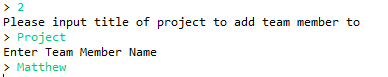 > 2
Please input title of project to add team member to
> Project
Enter Team Member Name
> Matthew